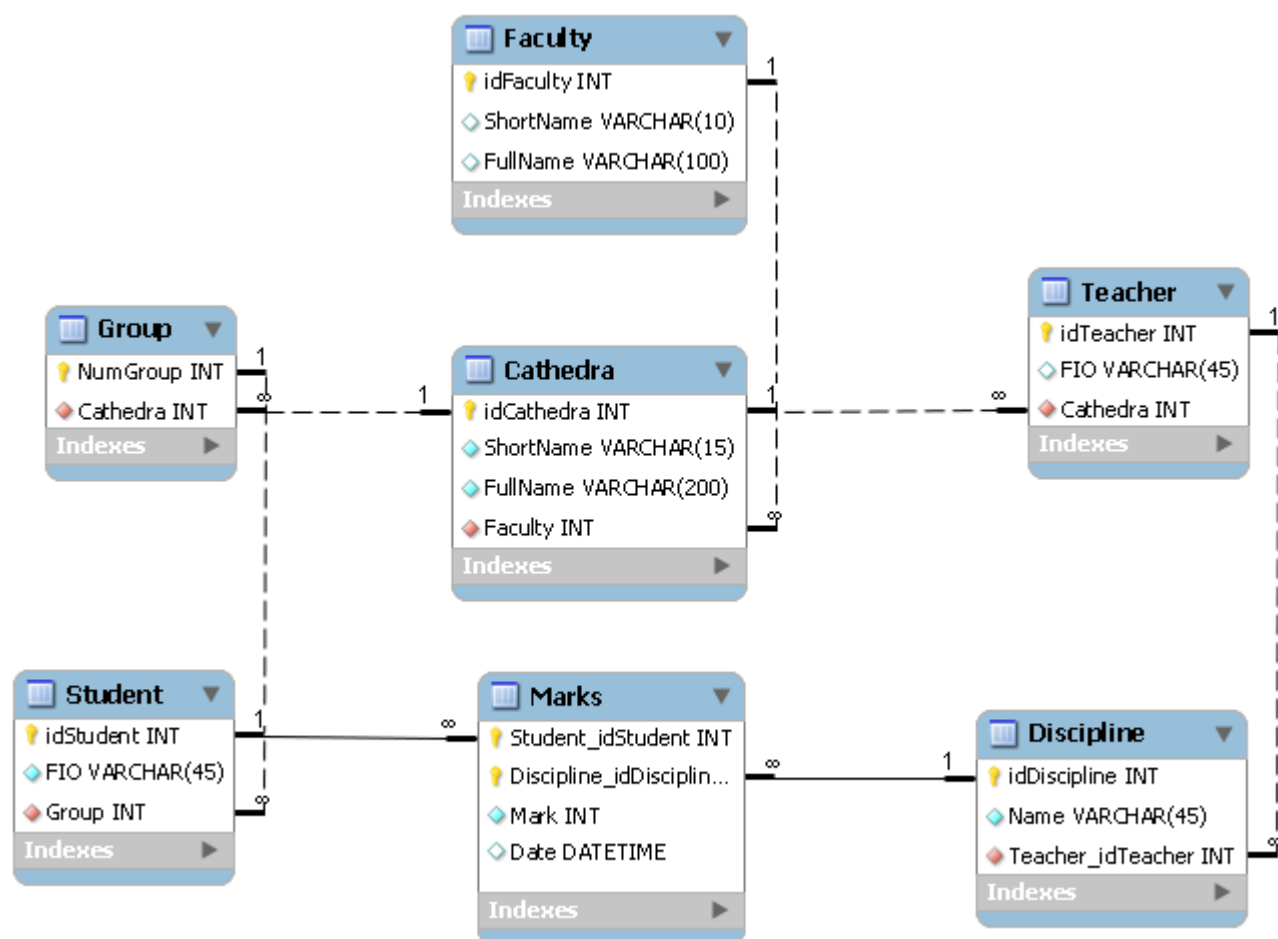 Faculty
idFaculty INT
ShortName VARCHAR(10)
FullName VARCHAR(100)
Indexes
1
Group
NumGroup INT
Cathedra INT
Indexes
1
∞
Cathedra
idCathedra INT
ShortName VARCHAR(15)
FullName VARCHAR(200)
Faculty INT
Indexes
1
1
∞
Teacher
idTeacher INT
FIO VARCHAR(45)
Cathedra INT
Indexes
1
∞
Student
idStudent INT
FIO VARCHAR(45)
Group INT
Indexes
1
∞
Marks
Student_idStudent INT
Discipline_idDisciplin...
Mark INT
Date DATETIME
Indexes
∞
∞
Discipline
idDiscipline INT
Name VARCHAR(45)
Teacher_idTeacher INT
Indexes
1
∞